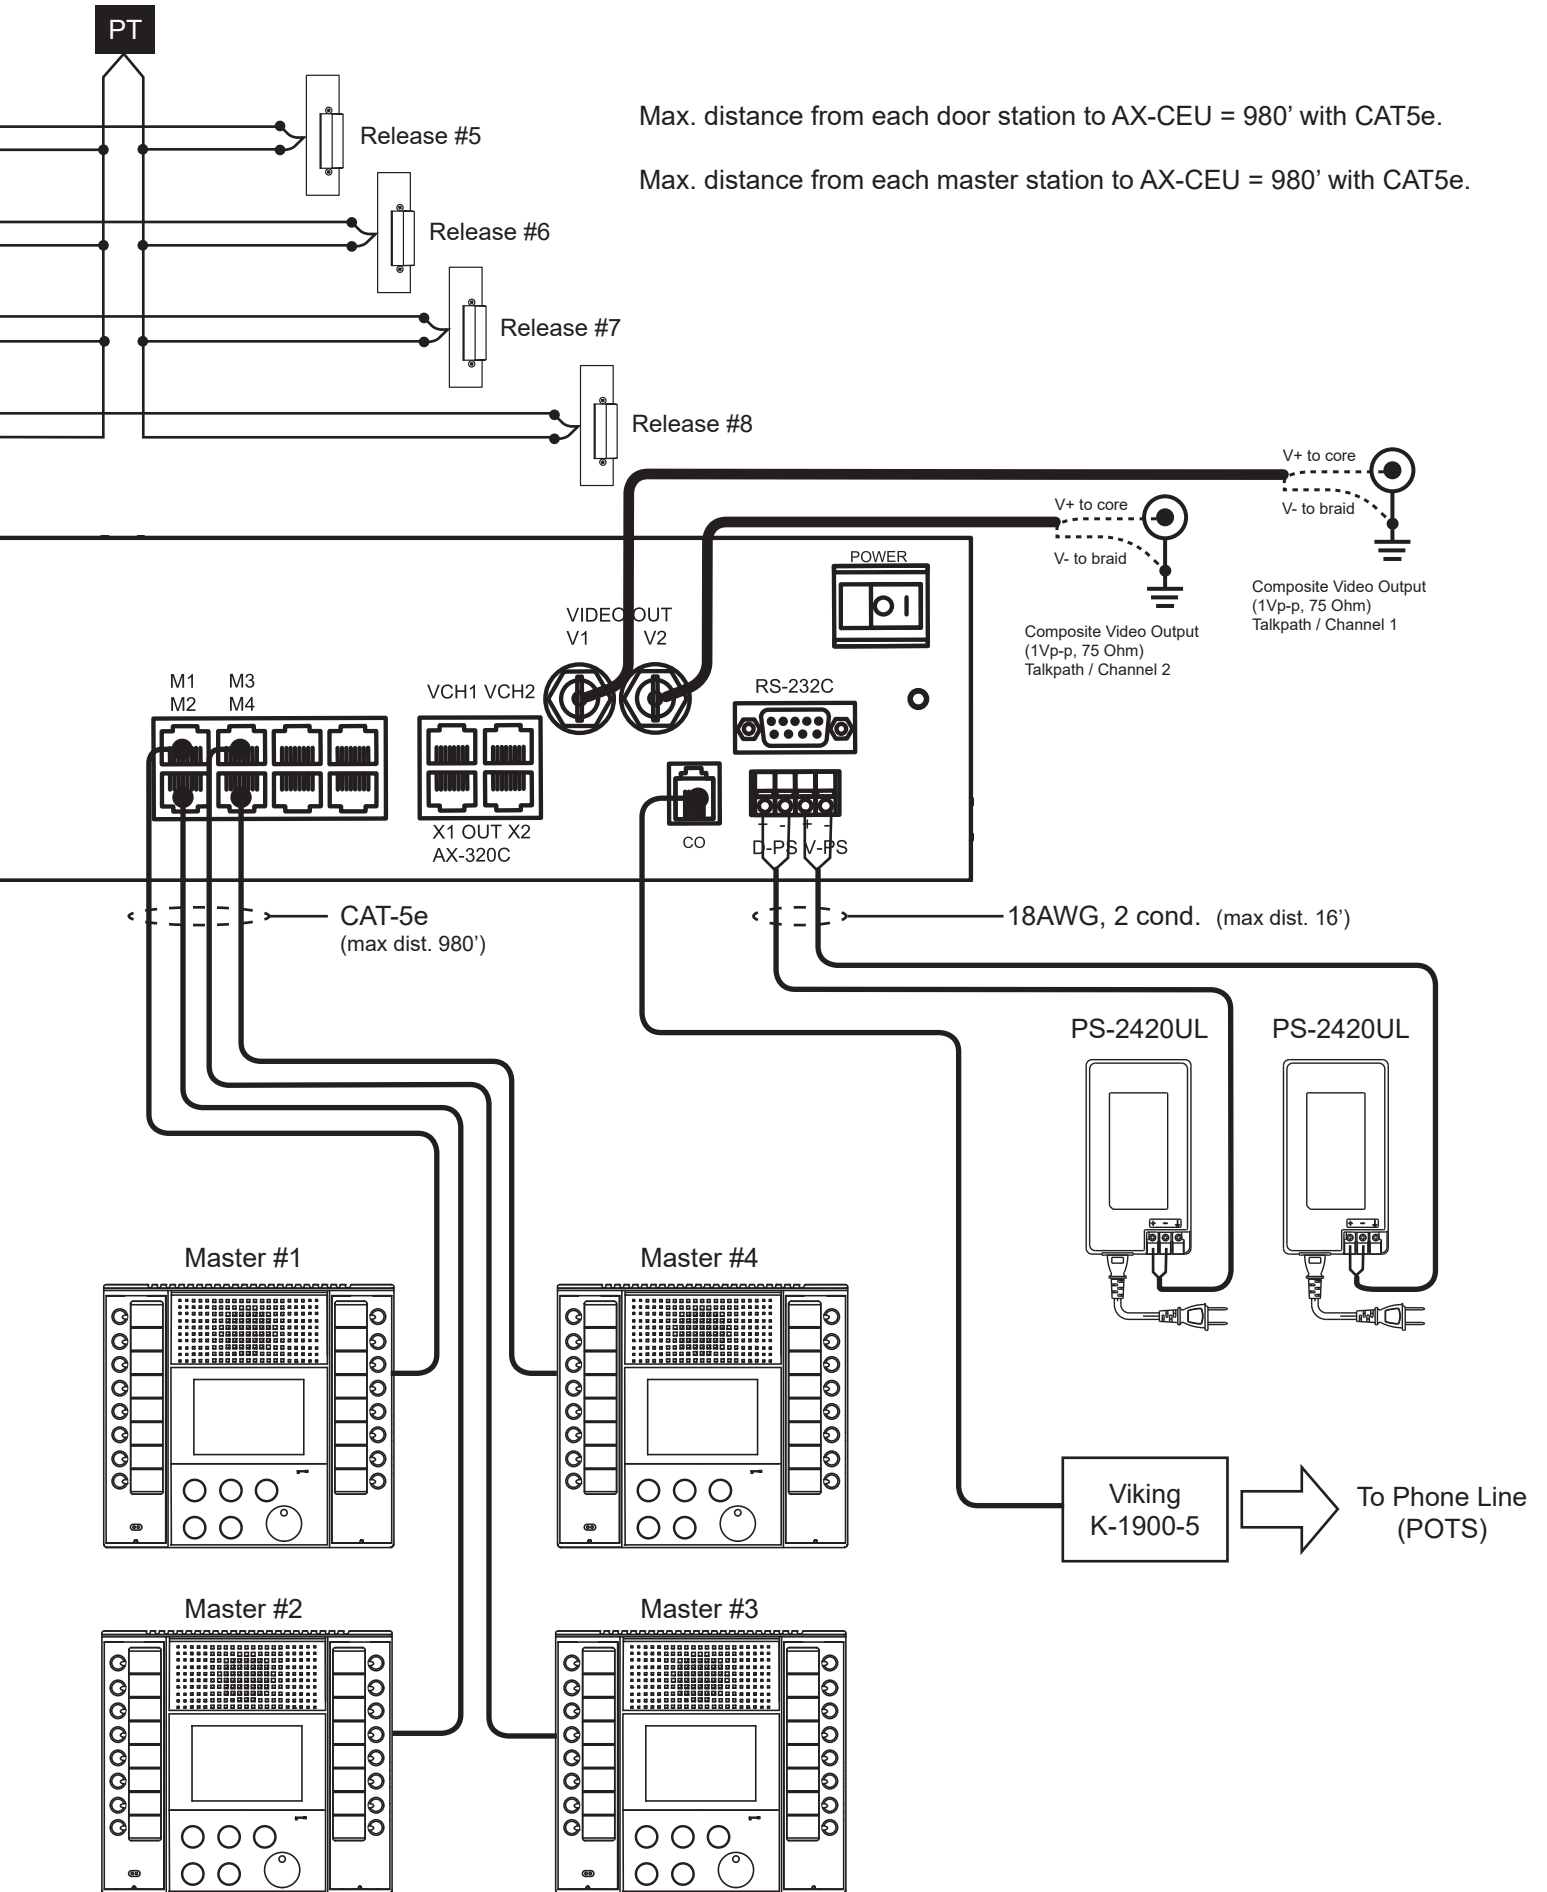 PT
Release #5
Max. distance from each door station to AX-CEU = 980’ with CAT5e.
Max. distance from each master station to AX-CEU = 980’ with CAT5e.
Release #6
Release #7
Release #8
V+ to core
V- to braid
Composite Video Output
(1Vp-p, 75 Ohm)
Talkpath / Channel 1
V+ to core
V- to braid
Composite Video Output
(1Vp-p, 75 Ohm)
Talkpath / Channel 2
POWER
VIDEO OUT
V1 V2
M1 M3
M2 M4
VCH1 VCH2
RS-232C
X1 OUT X2
AX-320C
CO
+ - + -
D-PS V-PS
CAT-5e
(max dist. 980’)
18AWG, 2 cond. (max dist. 16’)
PS-2420UL PS-2420UL
+ -
+ -
Master #1
Master #4
Viking
K-1900-5
To Phone Line
(POTS)
Master #2
Master #3